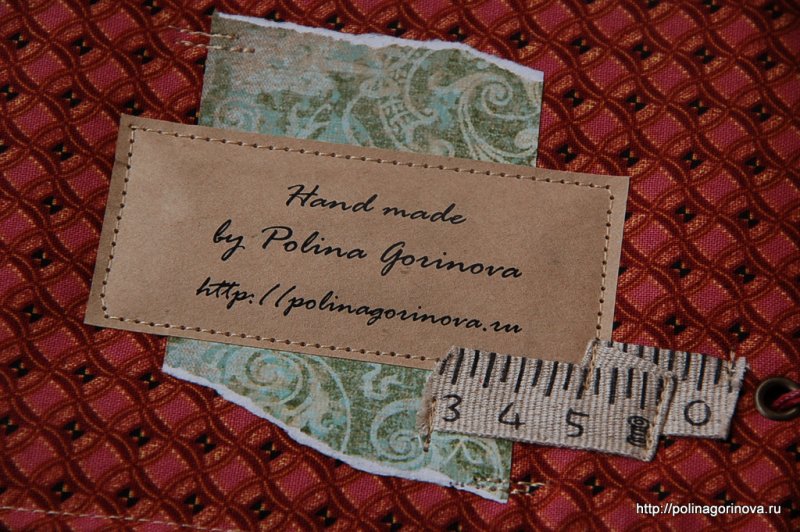 Hand made
by Polina Gorinova
http://polinagorinova.ru
3 4 5 0
http://polinagorinova.ru